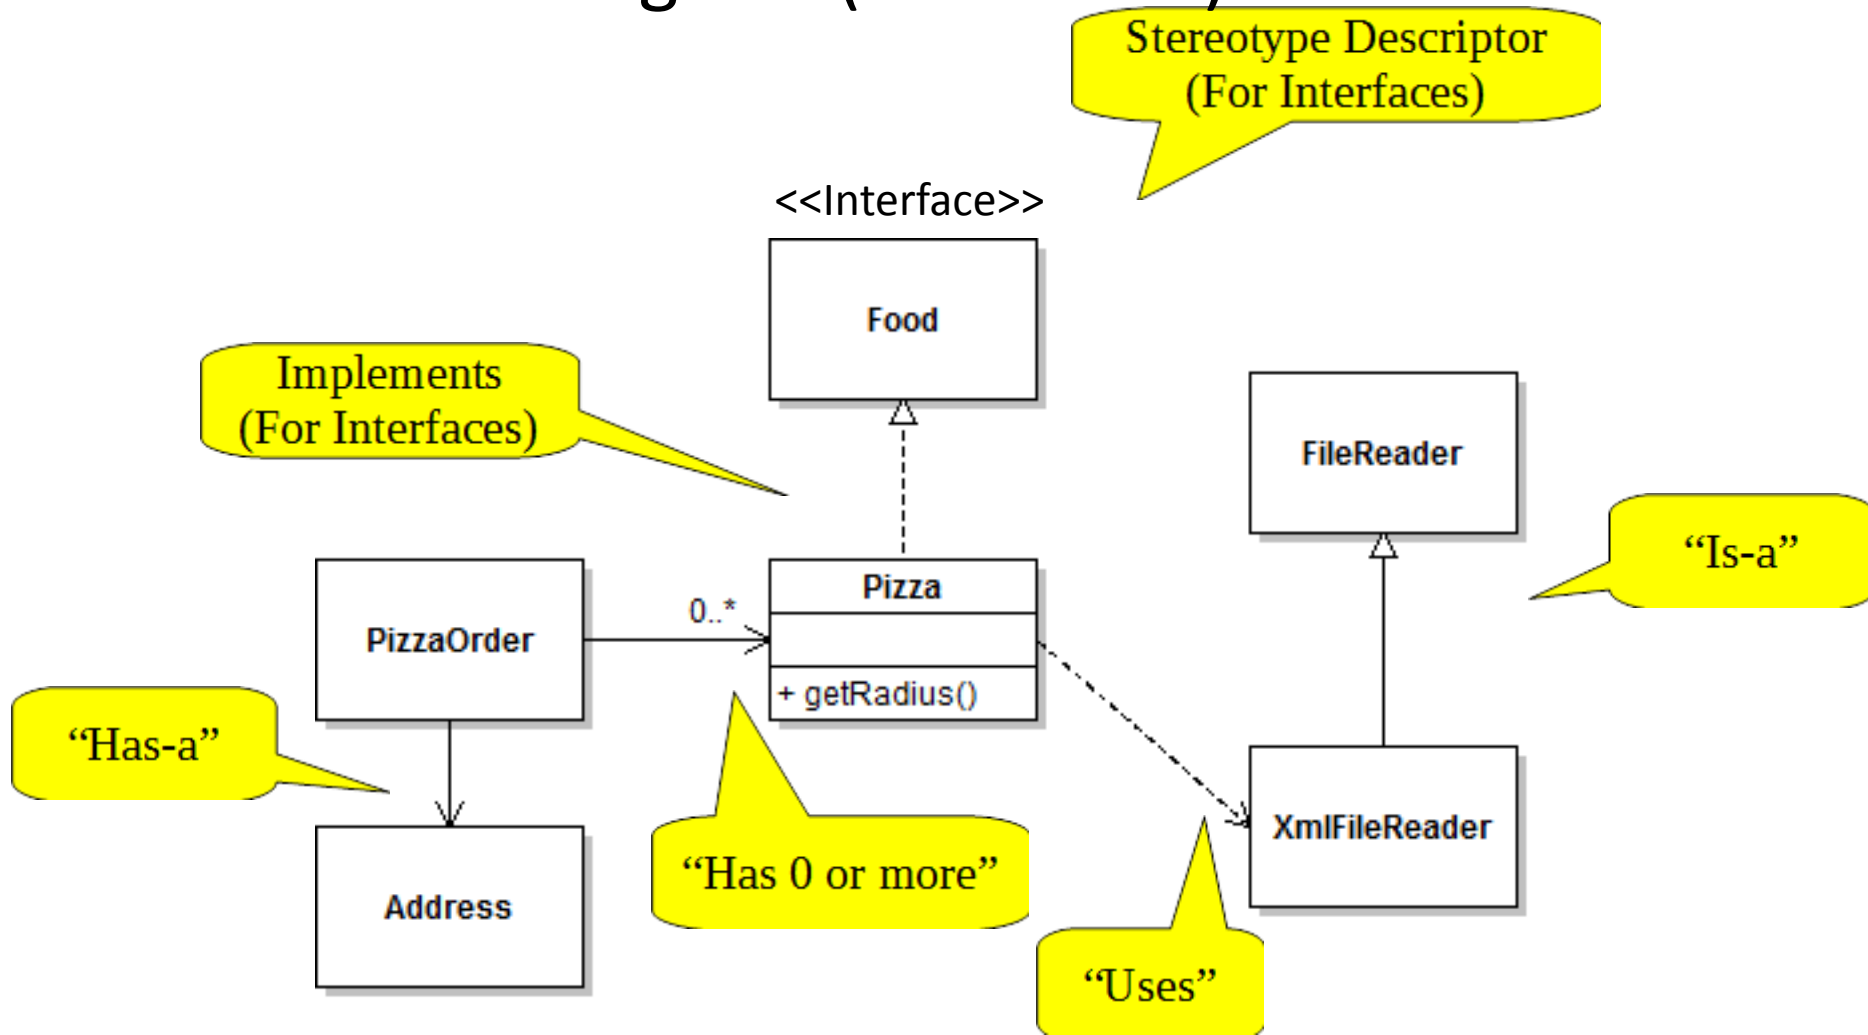 Stereotype Descriptor
(For Interfaces)
<<Interface>>
Food
Implements
(For Interfaces)
FileReader
“Is-a”
Pizza
0..*
PizzaOrder
+ getRadius()
“Has-a”
XmlFileReader
“Has 0 or more”
Address
“Uses”